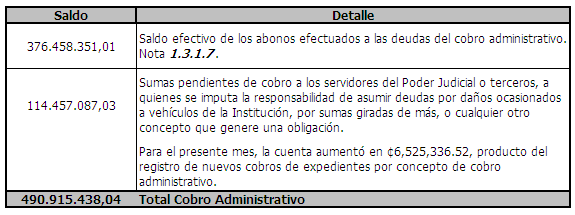 Saldo Detalle
376.458.351,01
Saldo efectivo de los abonos efectuados a las deudas del cobro administrativo.
Nota 1.3.1.7.
114.457.087,03
Sumas pendientes de cobro a los servidores del Poder Judicial o terceros, a
quienes se imputa la responsabilidad de asumir deudas por daños ocasionados
a vehículos de la Institución, por sumas giradas de más, o cualquier otro
concepto que genere una obligación.
Para el presente mes, la cuenta aumentó en ₡6,525,336.52, producto del
registro de nuevos cobros de expedientes por concepto de cobro
administrativo.
490.915.438,04 Total Cobro Administrativo